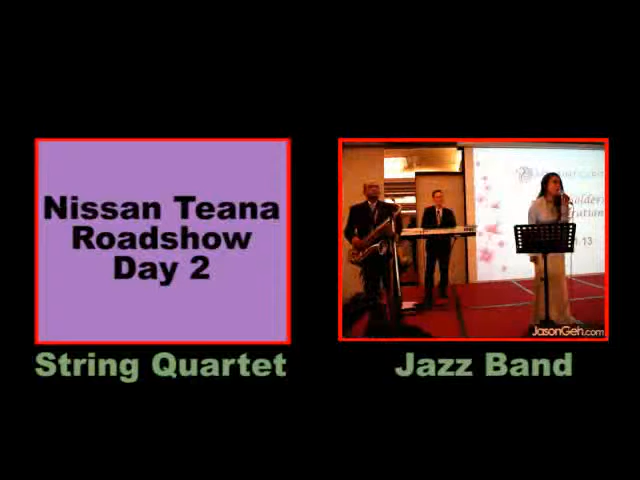 Nissan Teana
Roadshow
Day 2
String Quartet
JasonGeh.com
Jazz Band